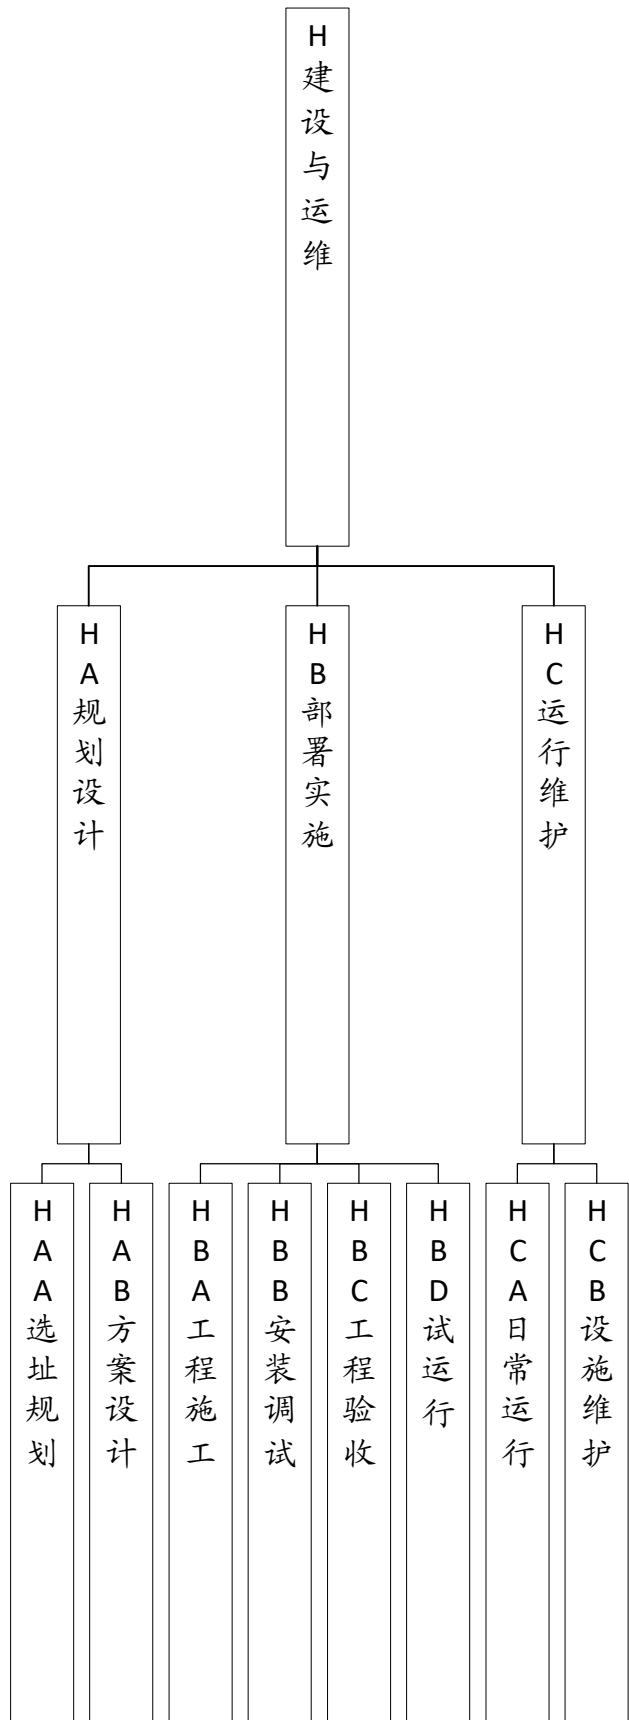 H建设与运维
HA规划设计
HB部署实施
HC运行维护
HAA选址规划
HAB方案设计
HBA工程施工
HBB安装调试
HBC工程验收
HBD试运行
HCA日常运行
HCB设施维护